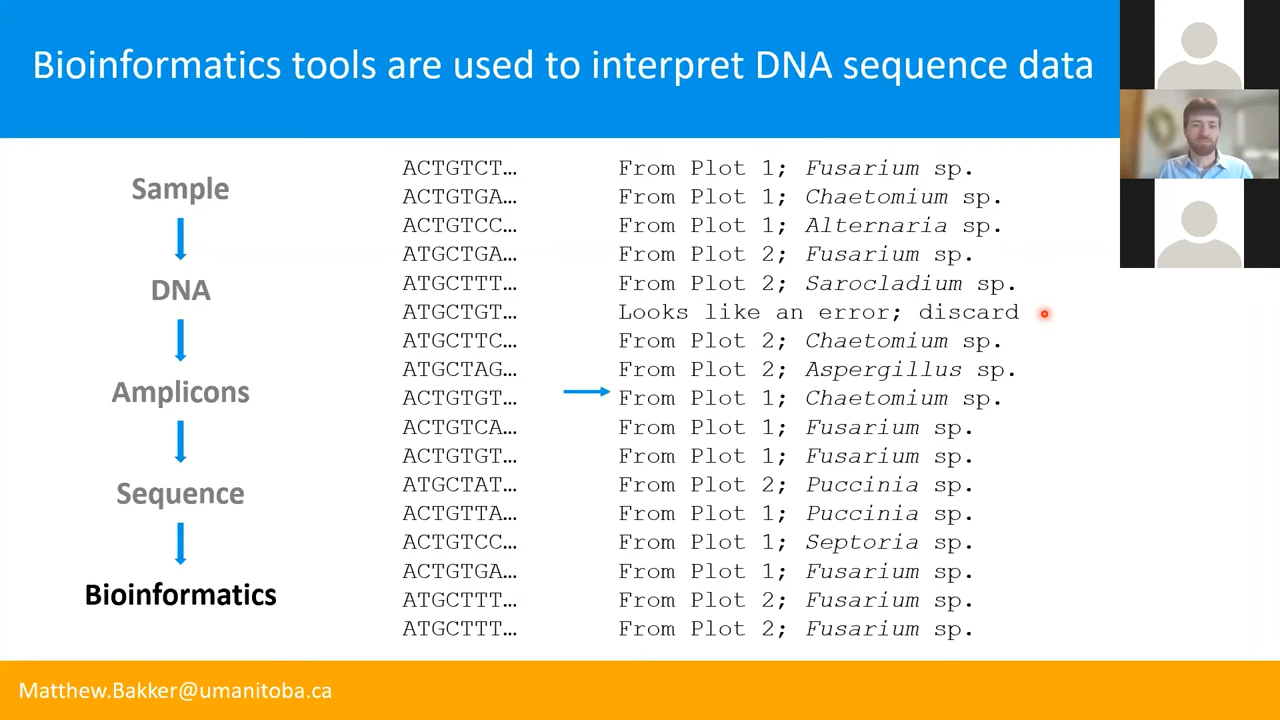 Bioinformatics tools are used to interpret DNA sequence data
Sample
DNA
Amplicons
Sequence
Bioinformatics
ACTGTCT… From Plot 1; Fusarium sp.
ACTGTGA… From Plot 1; Chaetomium sp.
ACTGTCC… From Plot 1; Alternaria sp.
ATGCTGA… From Plot 2; Fusarium sp.
ATGCTTT… From Plot 2; Sarocladium sp.
ATGCTGT… Looks like an error; discard
ATGCTTC… From Plot 2; Chaetomium sp.
ATGCTAG… From Plot 2; Aspergillus sp.
ACTGTGT… From Plot 1; Chaetomium sp.
ACTGTCA… From Plot 1; Fusarium sp.
ACTGTGT… From Plot 1; Fusarium sp.
ATGCTAT… From Plot 2; Puccinia sp.
ACTGTTA… From Plot 1; Puccinia sp.
ACTGTCC… From Plot 1; Septoria sp.
ACTGTGA… From Plot 1; Fusarium sp.
ATGCTTT… From Plot 2; Fusarium sp.
ATGCTTT… From Plot 2; Fusarium sp.
Matthew.Bakker@umanitoba.ca